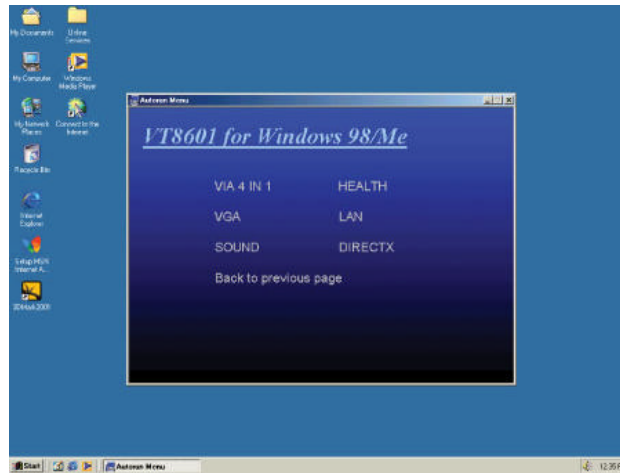 My Documents
Online Services
My Computer
Windows Media Player
My Network Places
Connect to the Internet
Recycle Bin
Internet Explorer
Setup MSN Internet A...
3DMark2001
Autorun Menu
VT8601 for Windows 98/Me
VIA 4 IN 1
HEALTH
VGA
LAN
SOUND
DIRECTX
Back to previous page
Start
Autorun Menu